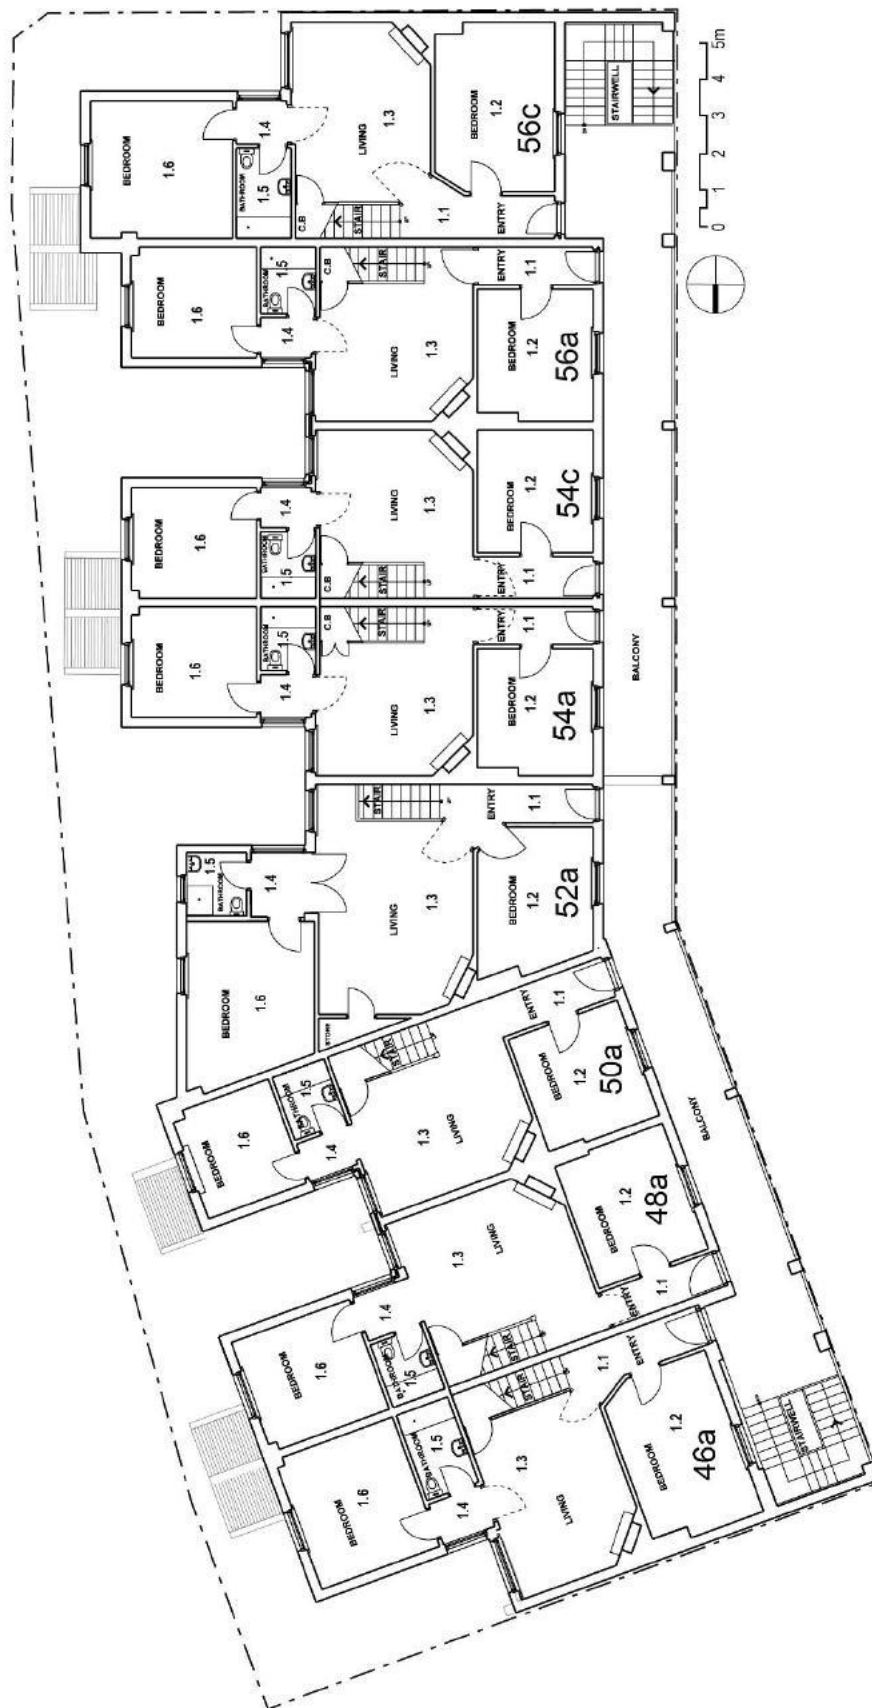 BEDROOM
1.6
BATHROOM
1.5
1.4
1.3
LIVING
STAIR
1.1
ENTRY
BEDROOM
1.2
46a
STAIRWELL
BEDROOM
1.6
BATHROOM
1.5
1.4
1.3
LIVING
STAIR
1.1
ENTRY
BEDROOM
1.2
48a
BEDROOM
1.6
BATHROOM
1.5
1.4
1.3
LIVING
STAIR
1.1
ENTRY
BEDROOM
1.2
50a
BALCONY
BEDROOM
1.6
BATHROOM
1.5
1.4
STORE
LIVING
1.3
STAIR
ENTRY
1.1
BEDROOM
1.2
52a
BEDROOM
1.6
BATHROOM
1.5
1.4
C.B
STAIR
LIVING
1.3
ENTRY
1.1
BEDROOM
1.2
54a
BALCONY
BEDROOM
1.6
BATHROOM
1.5
1.4
C.B
STAIR
LIVING
1.3
ENTRY
1.1
BEDROOM
1.2
54c
BEDROOM
1.6
BATHROOM
1.5
1.4
C.B
STAIR
LIVING
1.3
ENTRY
1.1
BEDROOM
1.2
56a
BEDROOM
1.6
BATHROOM
1.5
1.4
C.B
STAIR
LIVING
1.3
1.1
ENTRY
BEDROOM
1.2
56c
STAIRWELL
0 1 2 3 4 5m